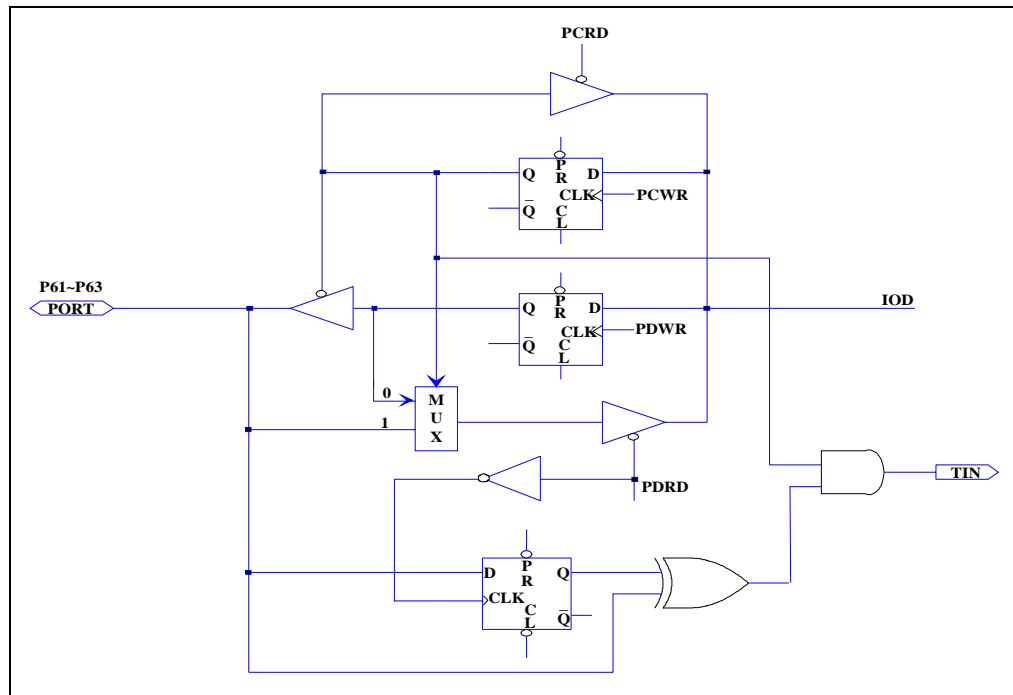 PCRD
P
R
Q
D
CLK
PCWR
Q
C
L
P61~P63
PORT
P
R
Q
D
IOD
CLK
PDWR
Q
C
L
0
M
U
X
1
TIN
PDRD
D
P
R
Q
CLK
C
L
Q